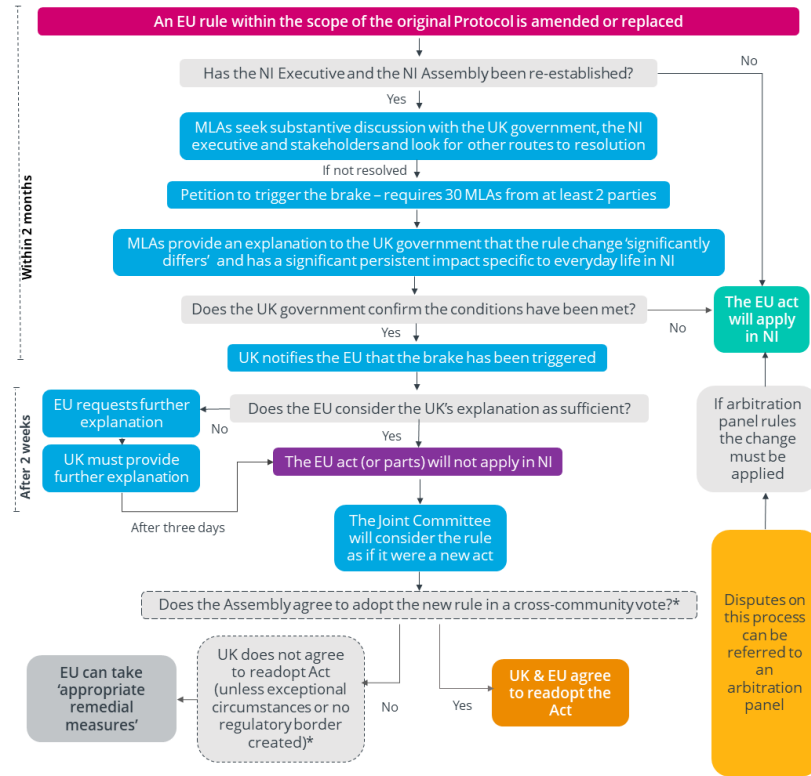 An EU rule within the scope of the original Protocol is amended or replaced
No
Has the NI Executive and the NI Assembly been re-established?
Yes
MLAs seek substantive discussion with the UK government, the NI
executive and stakeholders and look for other routes to resolution
If not resolved
Petition to trigger the brake – requires 30 MLAs from at least 2 parties
Within 2 months
MLAs provide an explanation to the UK government that the rule change ‘significantly
differs’ and has a significant persistent impact specific to everyday life in NI
Does the UK government confirm the conditions have been met?
No
The EU act
will apply
in NI
Yes
UK notifies the EU that the brake has been triggered
After 2 weeks
EU requests further
explanation
No
Does the EU consider the UK’s explanation as sufficient?
Yes
If arbitration
panel rules
the change
must be
applied
UK must provide
further explanation
The EU act (or parts) will not apply in NI
After three days
The Joint Committee
will consider the rule
as if it were a new act
Does the Assembly agree to adopt the new rule in a cross-community vote?*
Disputes on
this process
can be
referred to
an
arbitration
panel
EU can take
‘appropriate
remedial
measures’
UK does not agree
to readopt Act
(unless exceptional
circumstances or no
regulatory border
created)*
No
Yes
UK & EU agree
to readopt the
Act